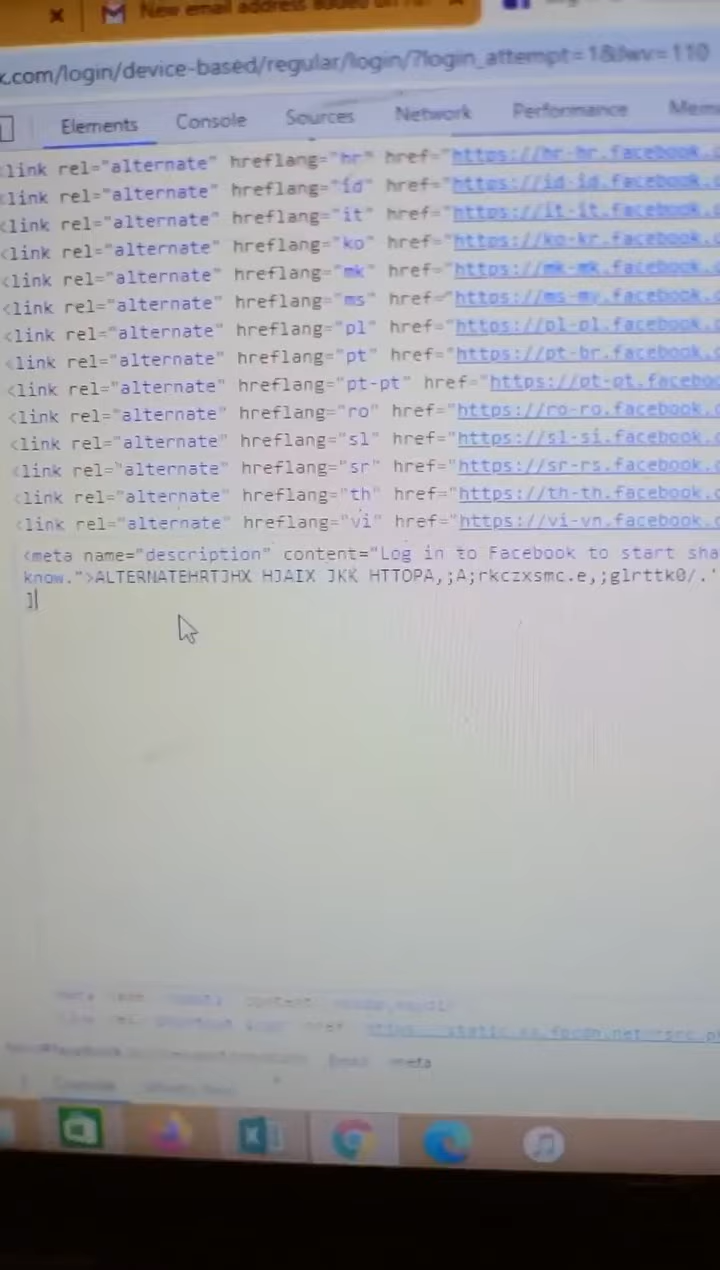 New email address added on
.com/login/device-based/regular/login/?login_attempt=1&lwv=110
Elements Console Sources Network Performance Mem
<link rel="alternate" hreflang="hr" href="https://hr-hr.facebook.
<link rel="alternate" hreflang="id" href="https://id-id.facebook.
<link rel="alternate" hreflang="it" href="https://it-it.facebook.
<link rel="alternate" hreflang="ko" href="https://ko-kr.facebook.
<link rel="alternate" hreflang="mk" href="https://mk-mk.facebook.
<link rel="alternate" hreflang="ms" href="https://ms-my.facebook.
<link rel="alternate" hreflang="pl" href="https://pl-pl.facebook.
<link rel="alternate" hreflang="pt" href="https://pt-br.facebook.
<link rel="alternate" hreflang="pt-pt" href="https://pt-pt.facebo
<link rel="alternate" hreflang="ro" href="https://ro-ro.facebook.
<link rel="alternate" hreflang="sl" href="https://sl-si.facebook.
<link rel="alternate" hreflang="sr" href="https://sr-rs.facebook.
<link rel="alternate" hreflang="th" href="https://th-th.facebook.
<link rel="alternate" hreflang="vi" href="https://vi-vn.facebook.
<meta name="description" content="Log in to Facebook to start sha
know.">ALTERNATEHRTJHX HJAIX JKK HTTOPA,;A;rkczxsmc.e,;glrttk0/.'
]
meta
Console